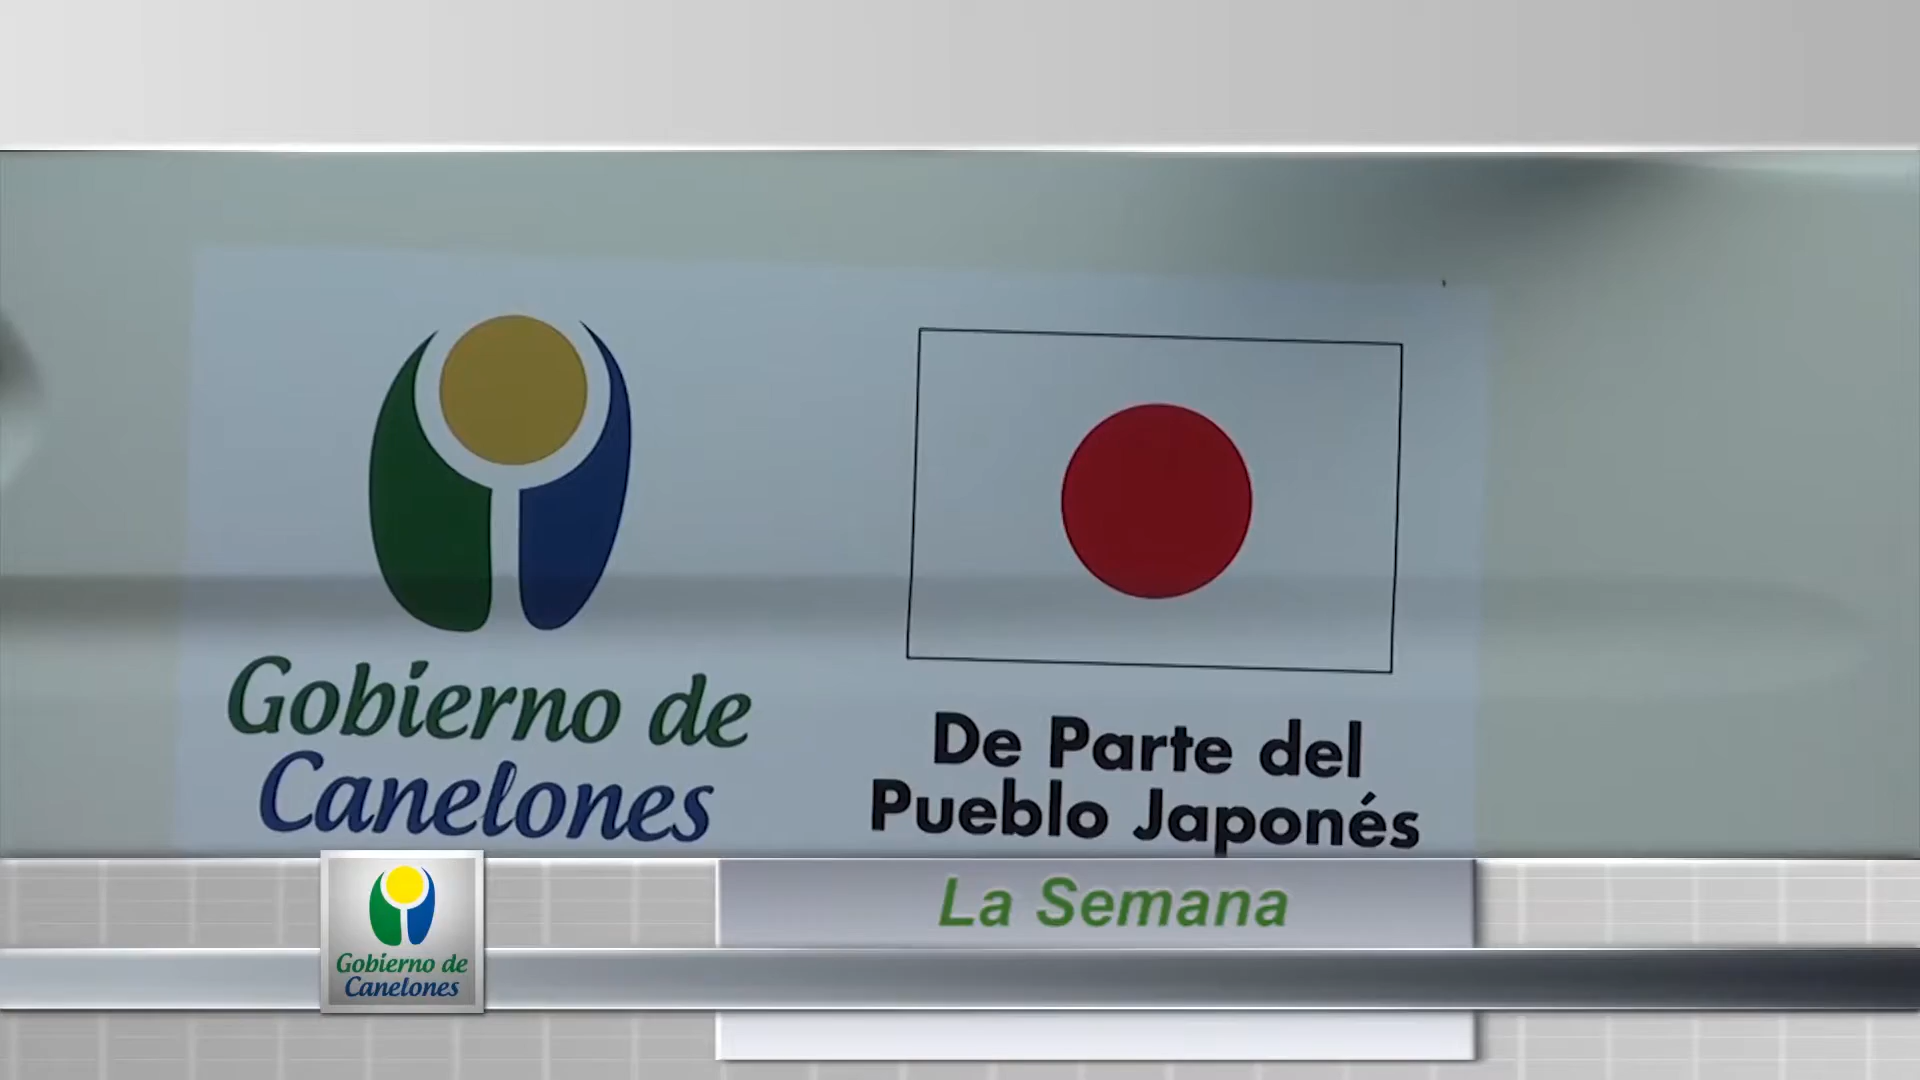 Gobierno de
Canelones
De Parte del
Pueblo Japonés
La Semana
Gobierno de
Canelones